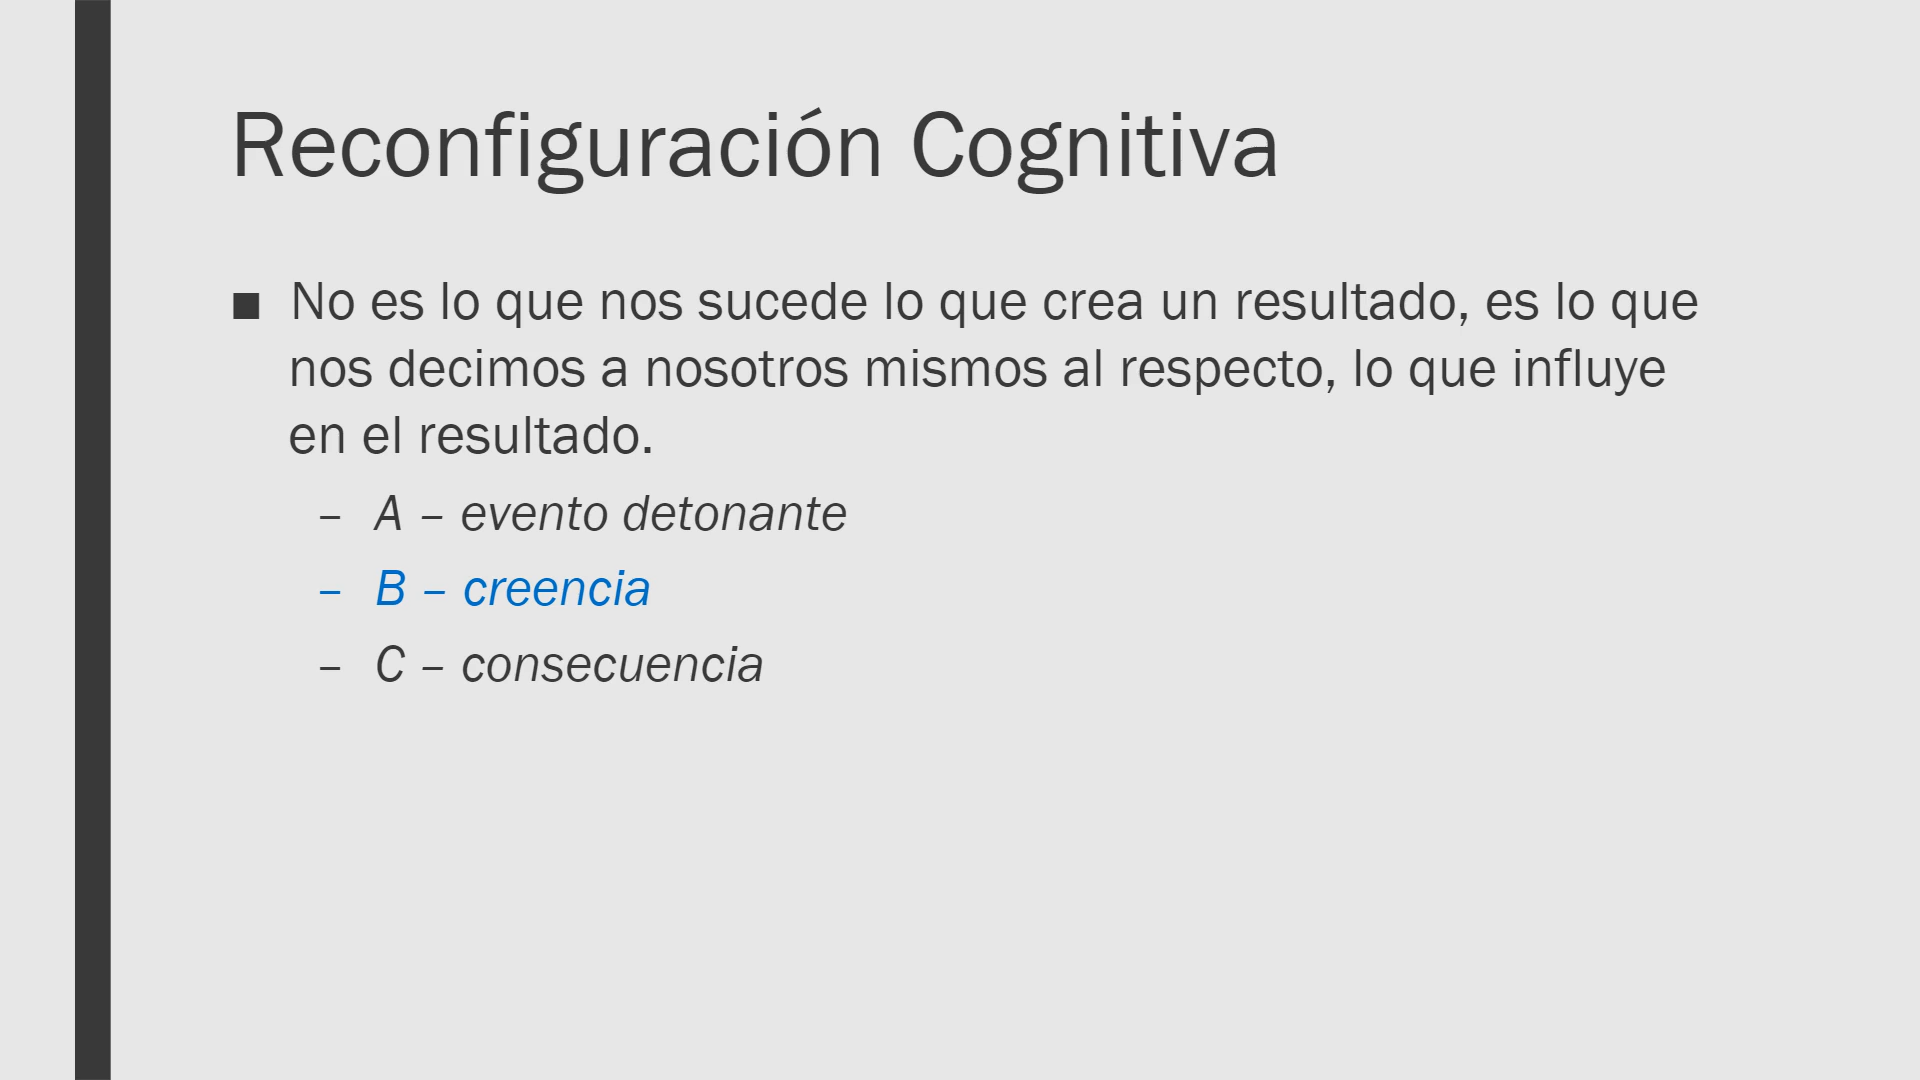 Reconfiguración Cognitiva
■ No es lo que nos sucede lo que crea un resultado, es lo que
nos decimos a nosotros mismos al respecto, lo que influye
en el resultado.
– A – evento detonante
– B – creencia
– C – consecuencia